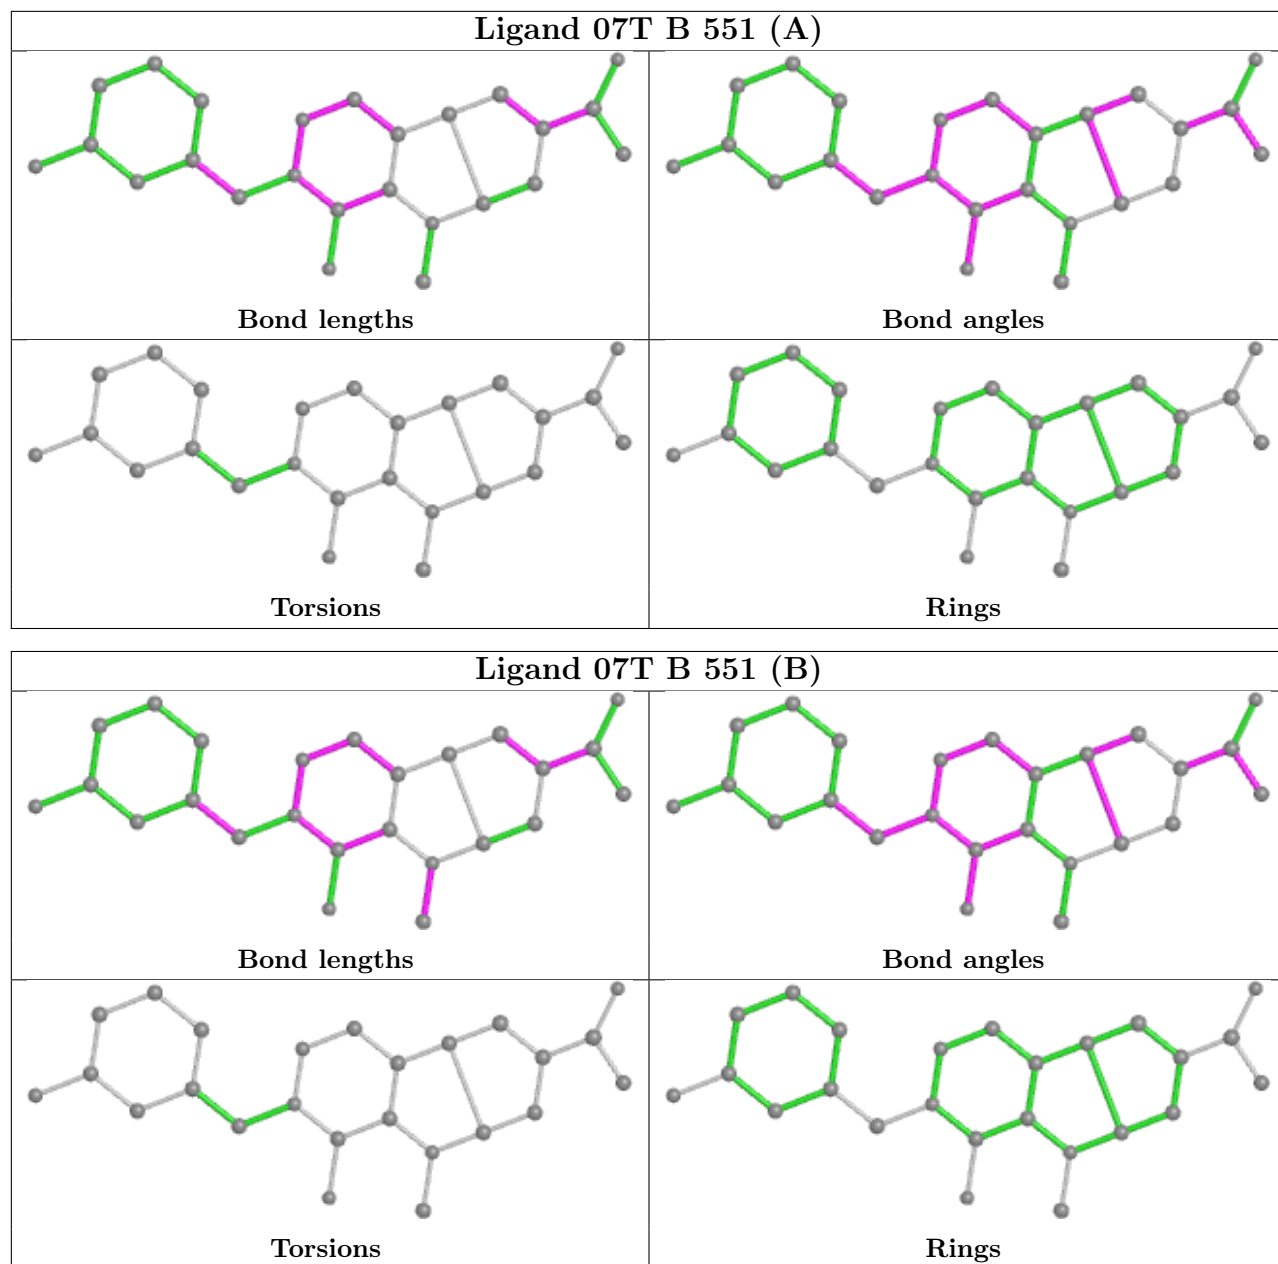 Ligand 07T B 551 (A)
Bond lengths
Bond angles
Torsions
Rings
Ligand 07T B 551 (B)
Bond lengths
Bond angles
Torsions
Rings